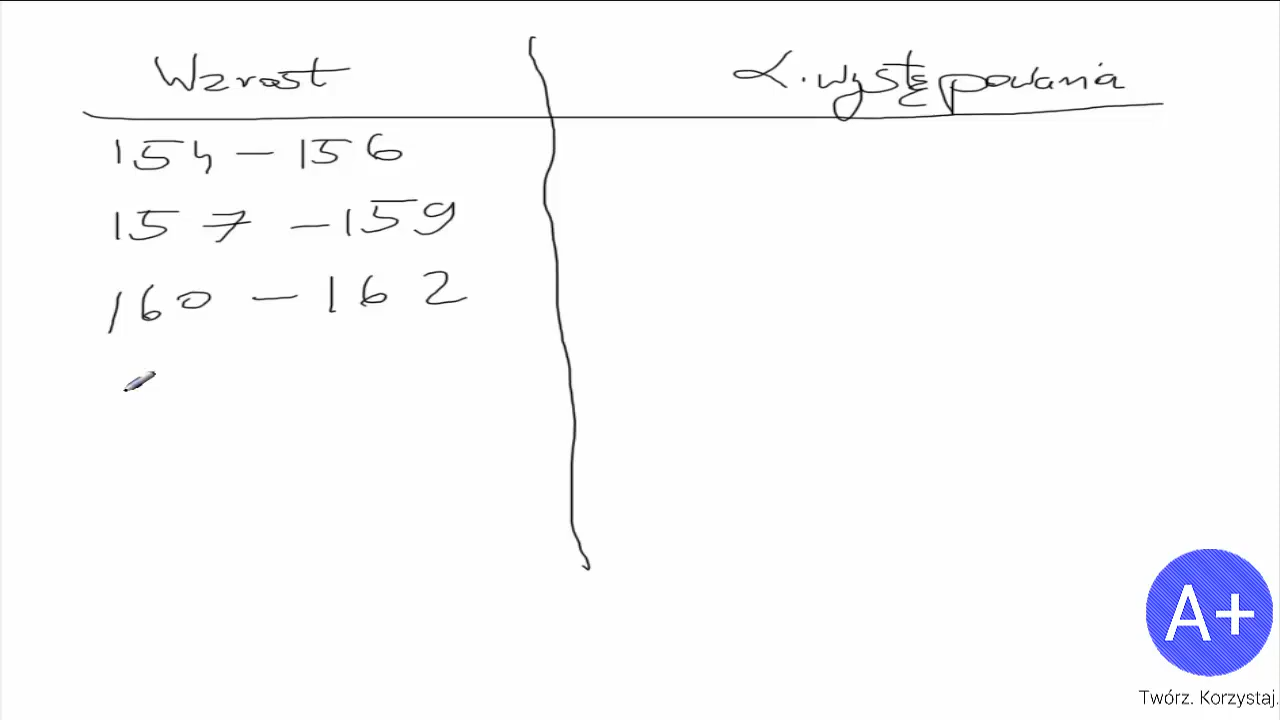 Wzrost L. występowania
154 - 156
157 - 159
160 - 162
A+
Twórz. Korzystaj.